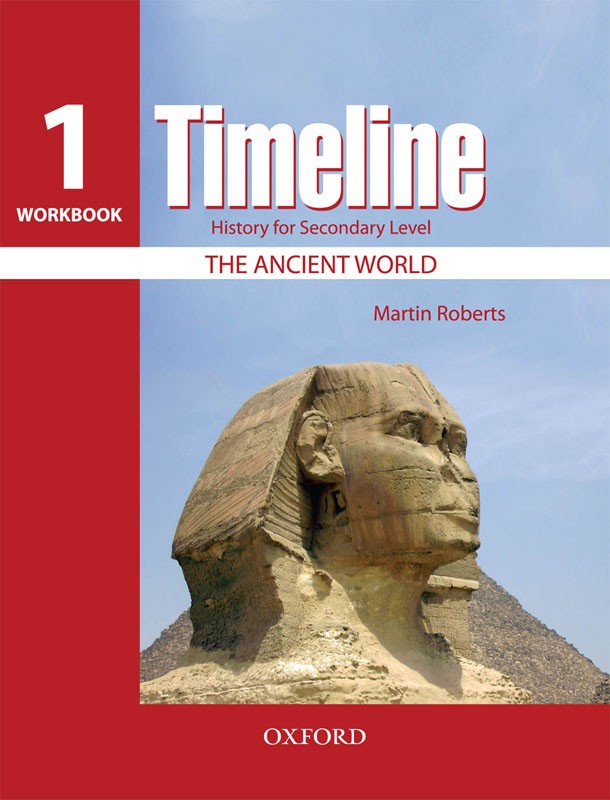 1
WORKBOOK
Timeline
History for Secondary Level
THE ANCIENT WORLD
Martin Roberts
OXFORD